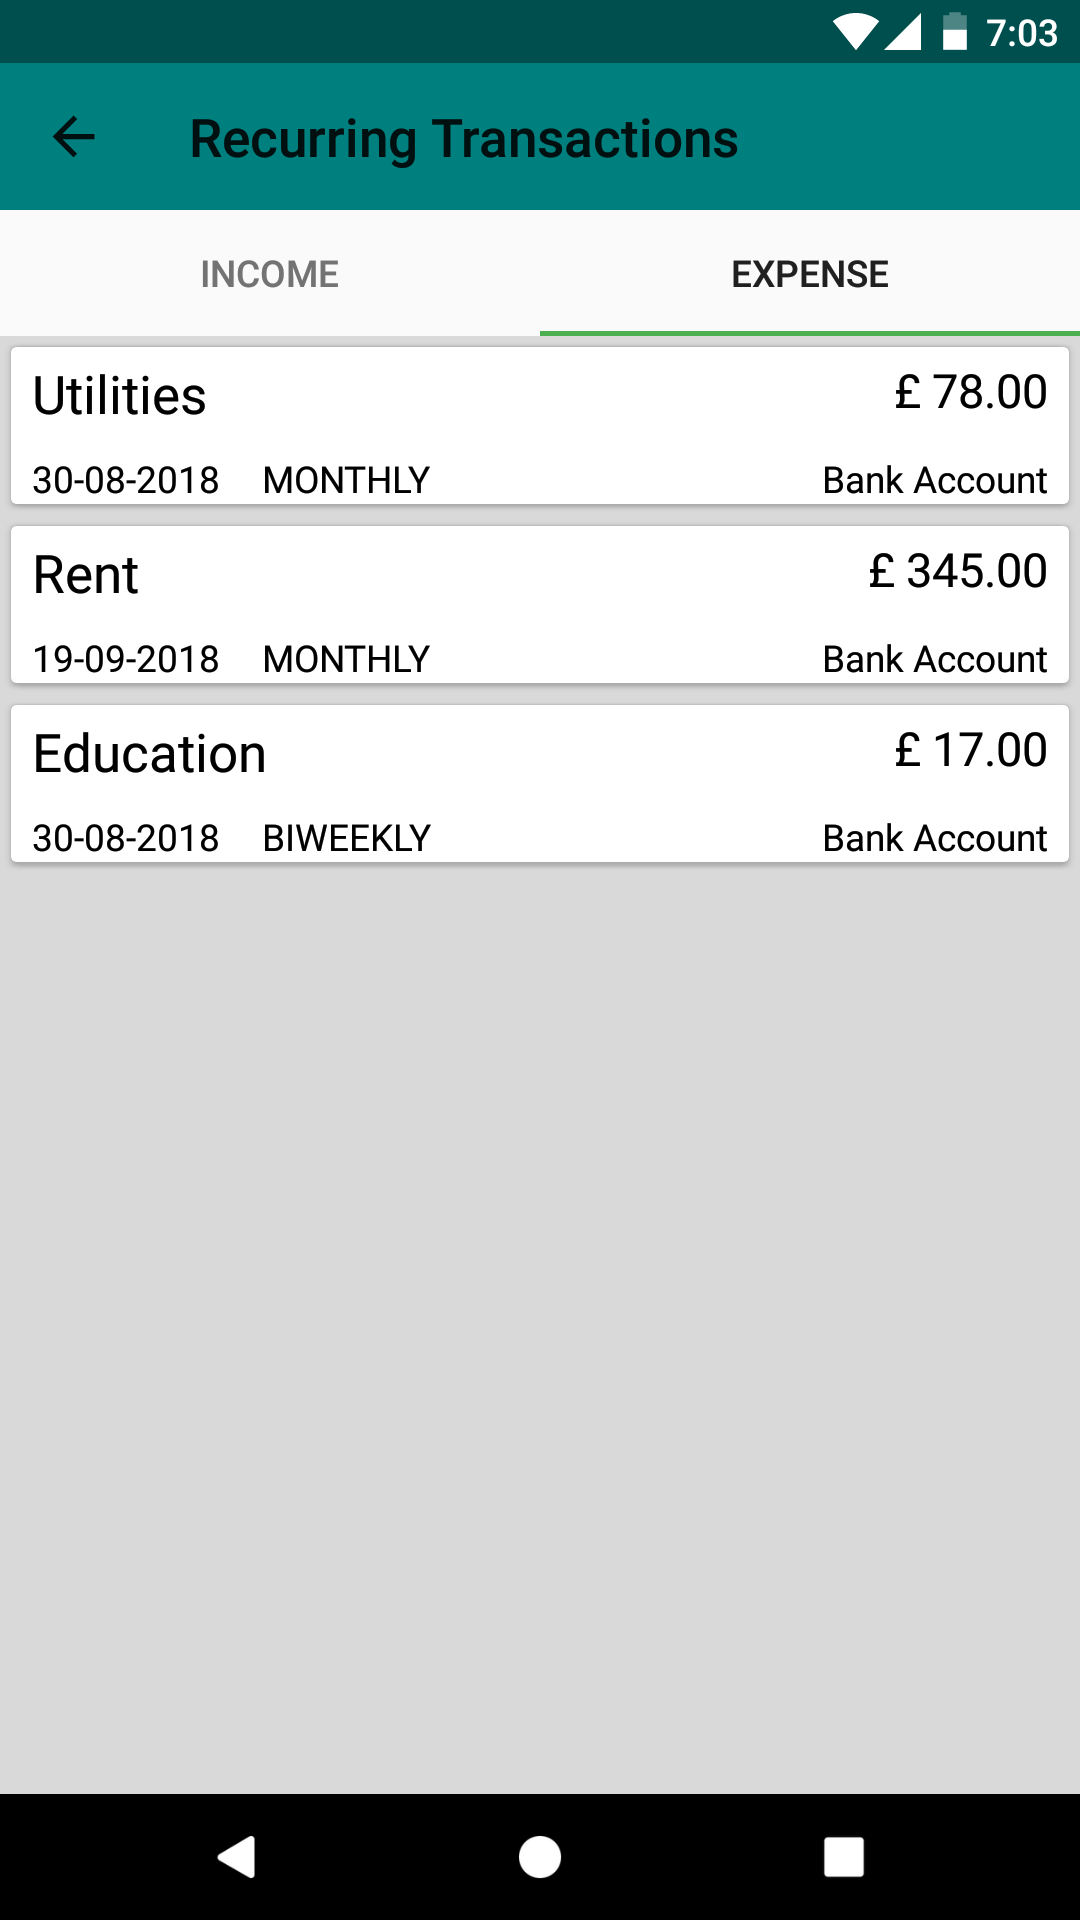 7:03
Recurring Transactions
INCOME EXPENSE
Utilities £ 78.00
30-08-2018 MONTHLY Bank Account
Rent £ 345.00
19-09-2018 MONTHLY Bank Account
Education £ 17.00
30-08-2018 BIWEEKLY Bank Account